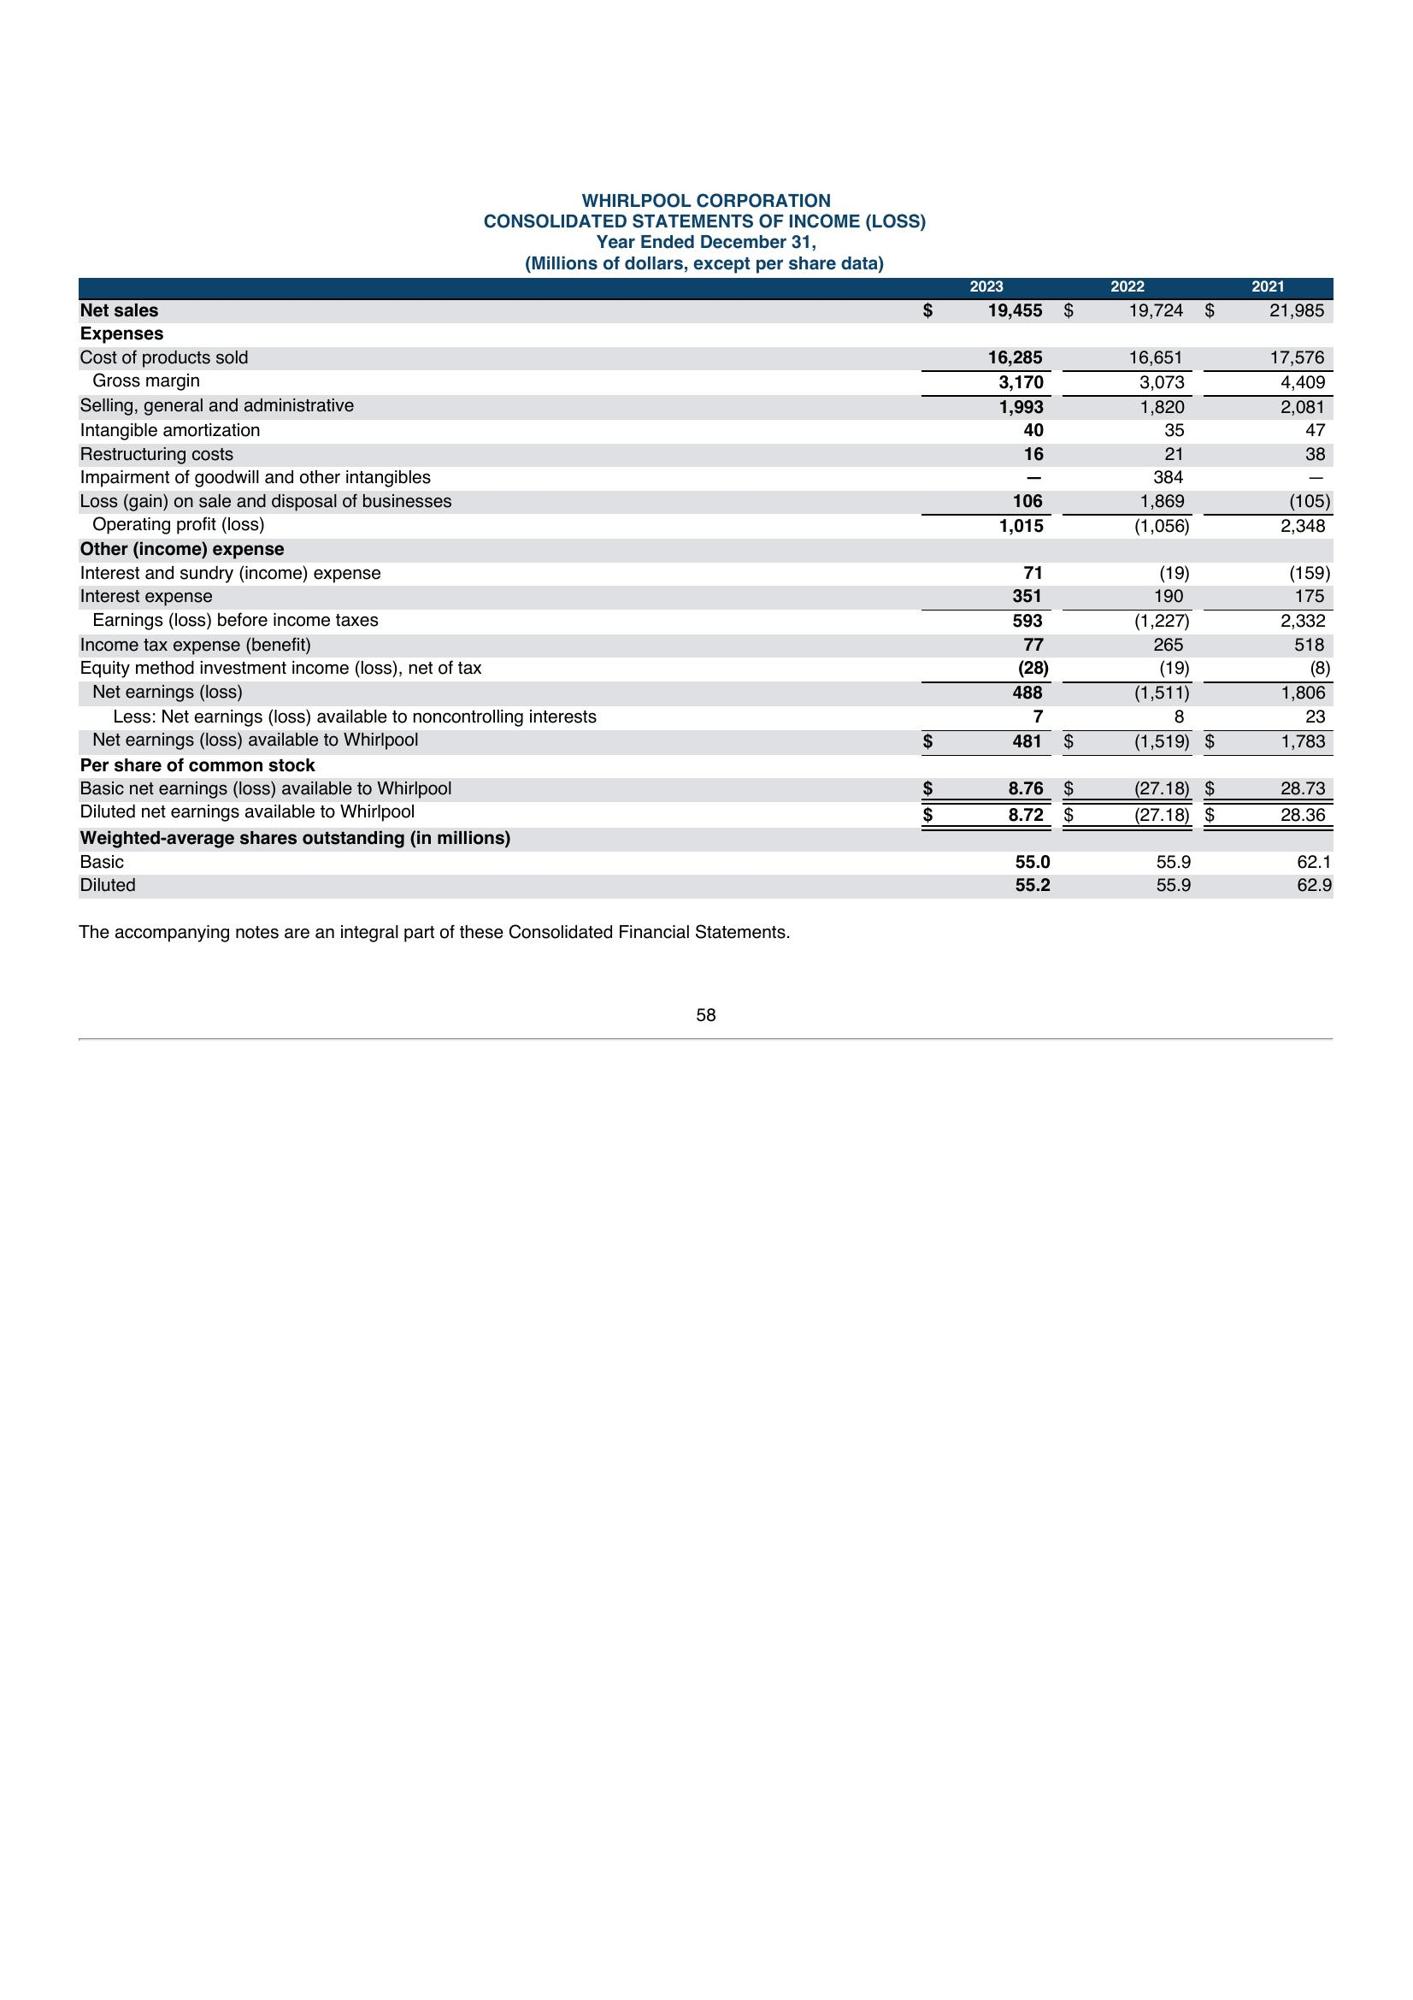 WHIRLPOOL CORPORATION
CONSOLIDATED STATEMENTS OF INCOME (LOSS)
Year Ended December 31,
(Millions of dollars, except per share data)
2023 2022 2021
Net sales $ 19,455 $ 19,724 $ 21,985
Expenses
Cost of products sold 16,285 16,651 17,576
Gross margin 3,170 3,073 4,409
Selling, general and administrative 1,993 1,820 2,081
Intangible amortization 40 35 47
Restructuring costs 16 21 38
Impairment of goodwill and other intangibles — 384 —
Loss (gain) on sale and disposal of businesses 106 1,869 (105)
Operating profit (loss) 1,015 (1,056) 2,348
Other (income) expense
Interest and sundry (income) expense 71 (19) (159)
Interest expense 351 190 175
Earnings (loss) before income taxes 593 (1,227) 2,332
Income tax expense (benefit) 77 265 518
Equity method investment income (loss), net of tax (28) (19) (8)
Net earnings (loss) 488 (1,511) 1,806
Less: Net earnings (loss) available to noncontrolling interests 7 8 23
Net earnings (loss) available to Whirlpool $ 481 $ (1,519) $ 1,783
Per share of common stock
Basic net earnings (loss) available to Whirlpool $ 8.76 $ (27.18) $ 28.73
Diluted net earnings available to Whirlpool $ 8.72 $ (27.18) $ 28.36
Weighted-average shares outstanding (in millions)
Basic 55.0 55.9 62.1
Diluted 55.2 55.9 62.9
The accompanying notes are an integral part of these Consolidated Financial Statements.
58